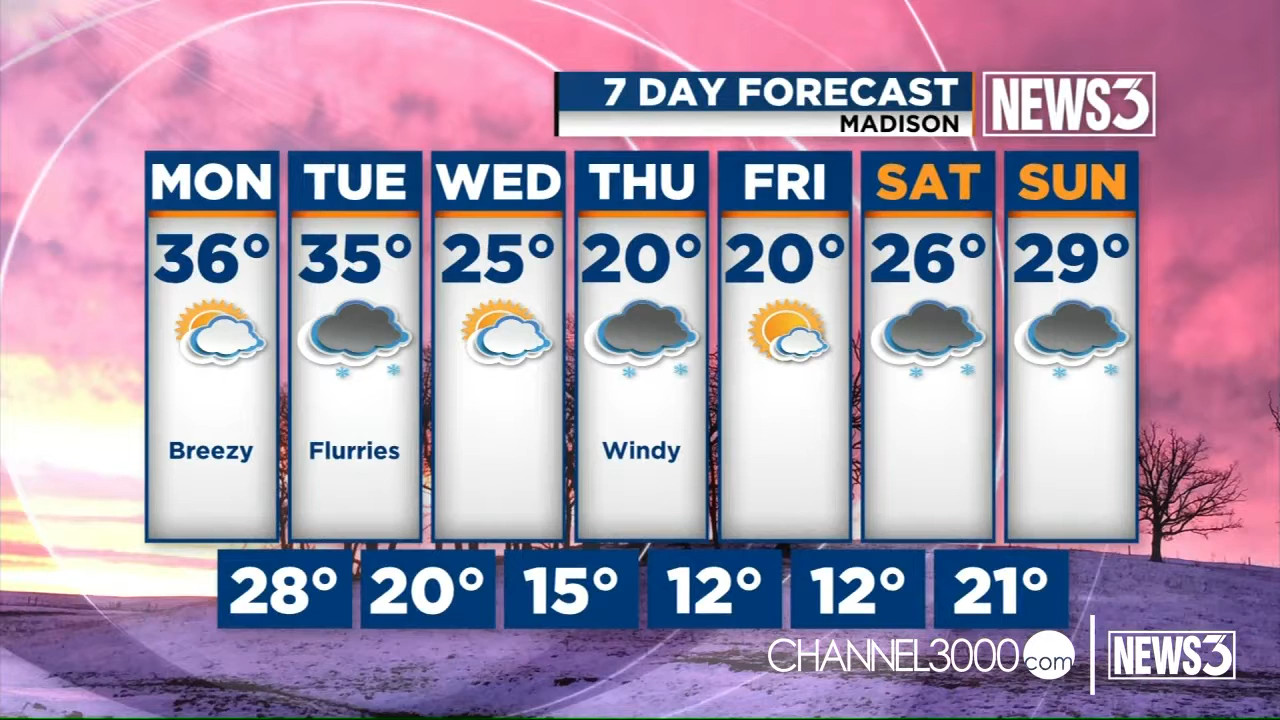 7 DAY FORECAST
NEWS3
MADISON
MON TUE WED THU FRI SAT SUN
36° 35° 25° 20° 20° 26° 29°
Breezy Flurries Windy
28° 20° 15° 12° 12° 21°
CHANNEL3000.com NEWS3